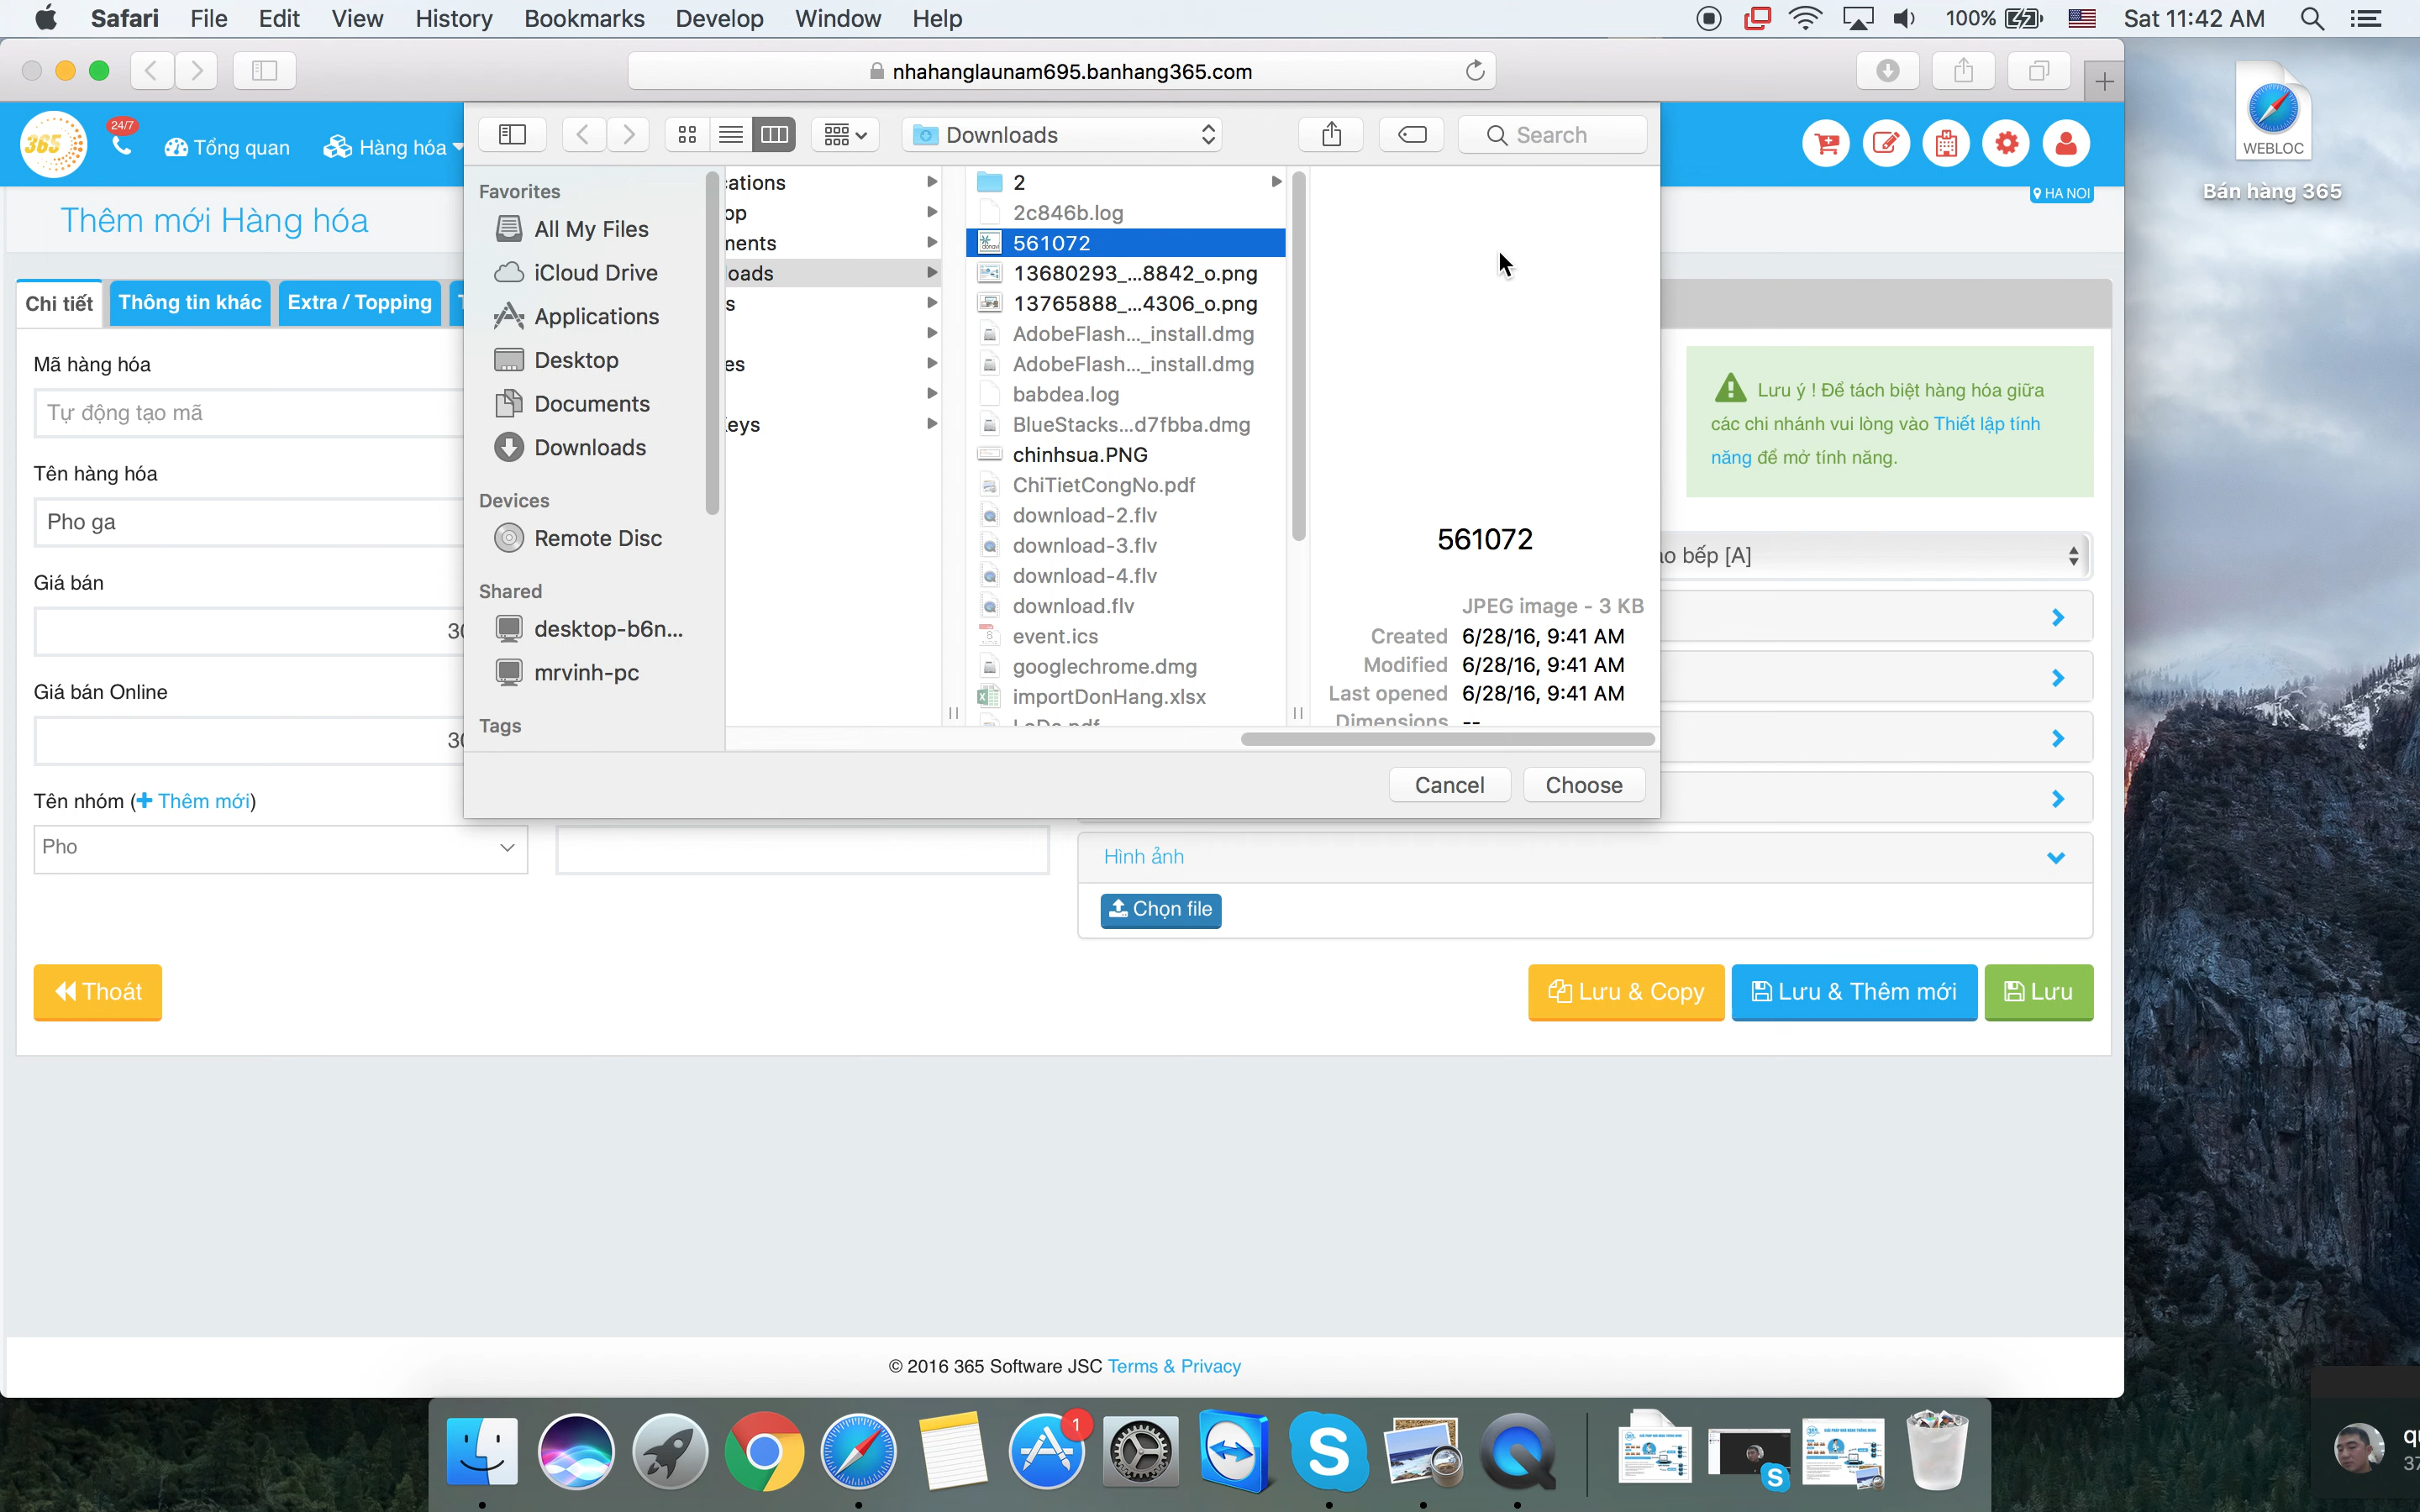 Safari File Edit View History Bookmarks Develop Window Help
100% Sat 11:42 AM
nhahanglaunam695.banhang365.com
WEBLOC
Bán hàng 365
365
24/7
Tổng quan
Hàng hóa
HA NOI
Thêm mới Hàng hóa
Chi tiết
Thông tin khác
Extra / Topping
Mã hàng hóa
Tự động tạo mã
Tên hàng hóa
Pho ga
Giá bán
Giá bán Online
Tên nhóm (+ Thêm mới)
Pho
Thoát
Downloads
Search
Favorites
All My Files
iCloud Drive
Applications
Desktop
Documents
Downloads
Devices
Remote Disc
Shared
desktop-b6n...
mrvinh-pc
Tags
ations
op
ments
oads
s
es
eys
2
2c846b.log
561072
13680293_...8842_o.png
13765888_...4306_o.png
AdobeFlash..._install.dmg
AdobeFlash..._install.dmg
babdea.log
BlueStacks...d7fbba.dmg
chinhsua.PNG
ChiTietCongNo.pdf
download-2.flv
download-3.flv
download-4.flv
download.flv
event.ics
googlechrome.dmg
importDonHang.xlsx
561072
JPEG image - 3 KB
Created 6/28/16, 9:41 AM
Modified 6/28/16, 9:41 AM
Last opened 6/28/16, 9:41 AM
Dimensions --
Cancel
Choose
Lưu ý ! Để tách biệt hàng hóa giữa
các chi nhánh vui lòng vào Thiết lập tính
năng để mở tính năng.
bếp [A]
Hình ảnh
Chọn file
Lưu & Copy
Lưu & Thêm mới
Lưu
© 2016 365 Software JSC Terms & Privacy
1